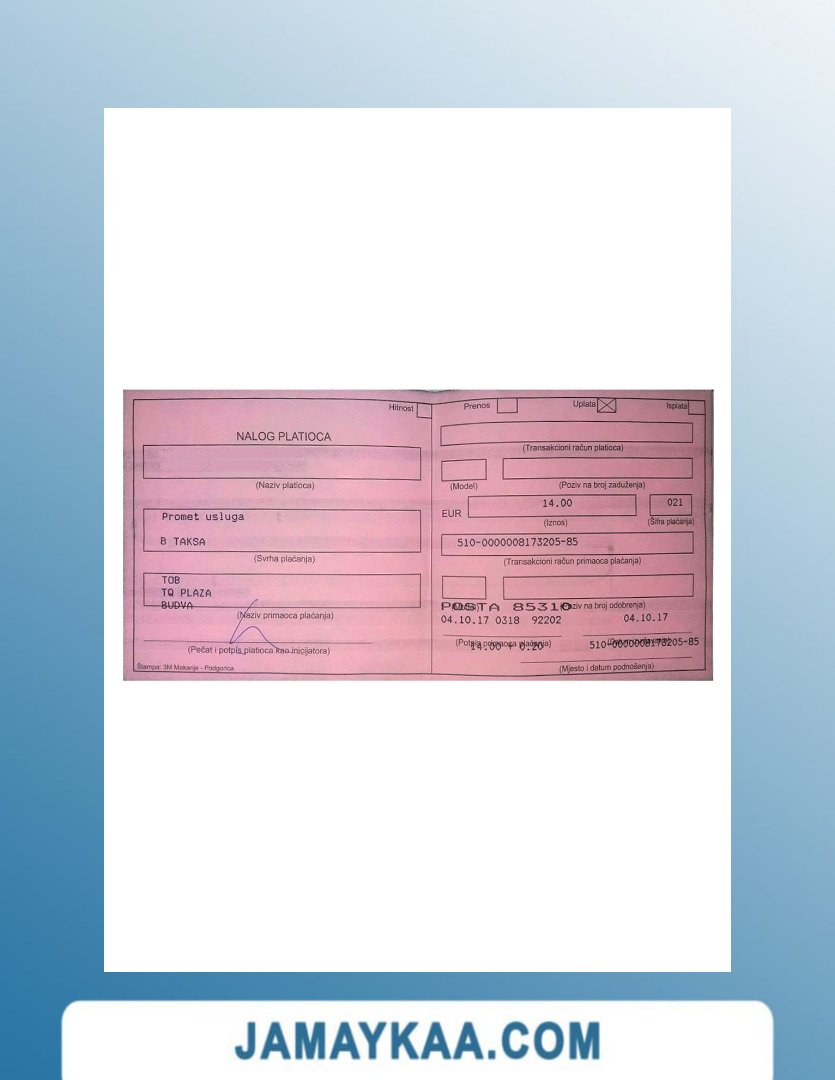 Hitnost
NALOG PLATIOCA
(Naziv platioca)
Promet usluga
B TAKSA
(Svrha plaćanja)
TOB
TQ PLAZA
BUDVA
(Naziv primaoca plaćanja)
(Pečat i potpis platioca kao inicijatora)
Štampa: 3M Makarije - Podgorica
Prenos
Uplata
Isplata
(Transakcioni račun platioca)
(Model)
(Poziv na broj zaduženja)
EUR
14.00
021
(Iznos)
(Šifra plaćanja)
510-0000008173205-85
(Transakcioni račun primaoca plaćanja)
POSTA 85310
(Poziv na broj odobrenja)
04.10.17 0318 92202
04.10.17
(Potpis primaoca plaćanja)
14.00 + 0.20
510-0000008173205-85
(Mjesto i datum podnošenja)
JAMAYKAA.COM